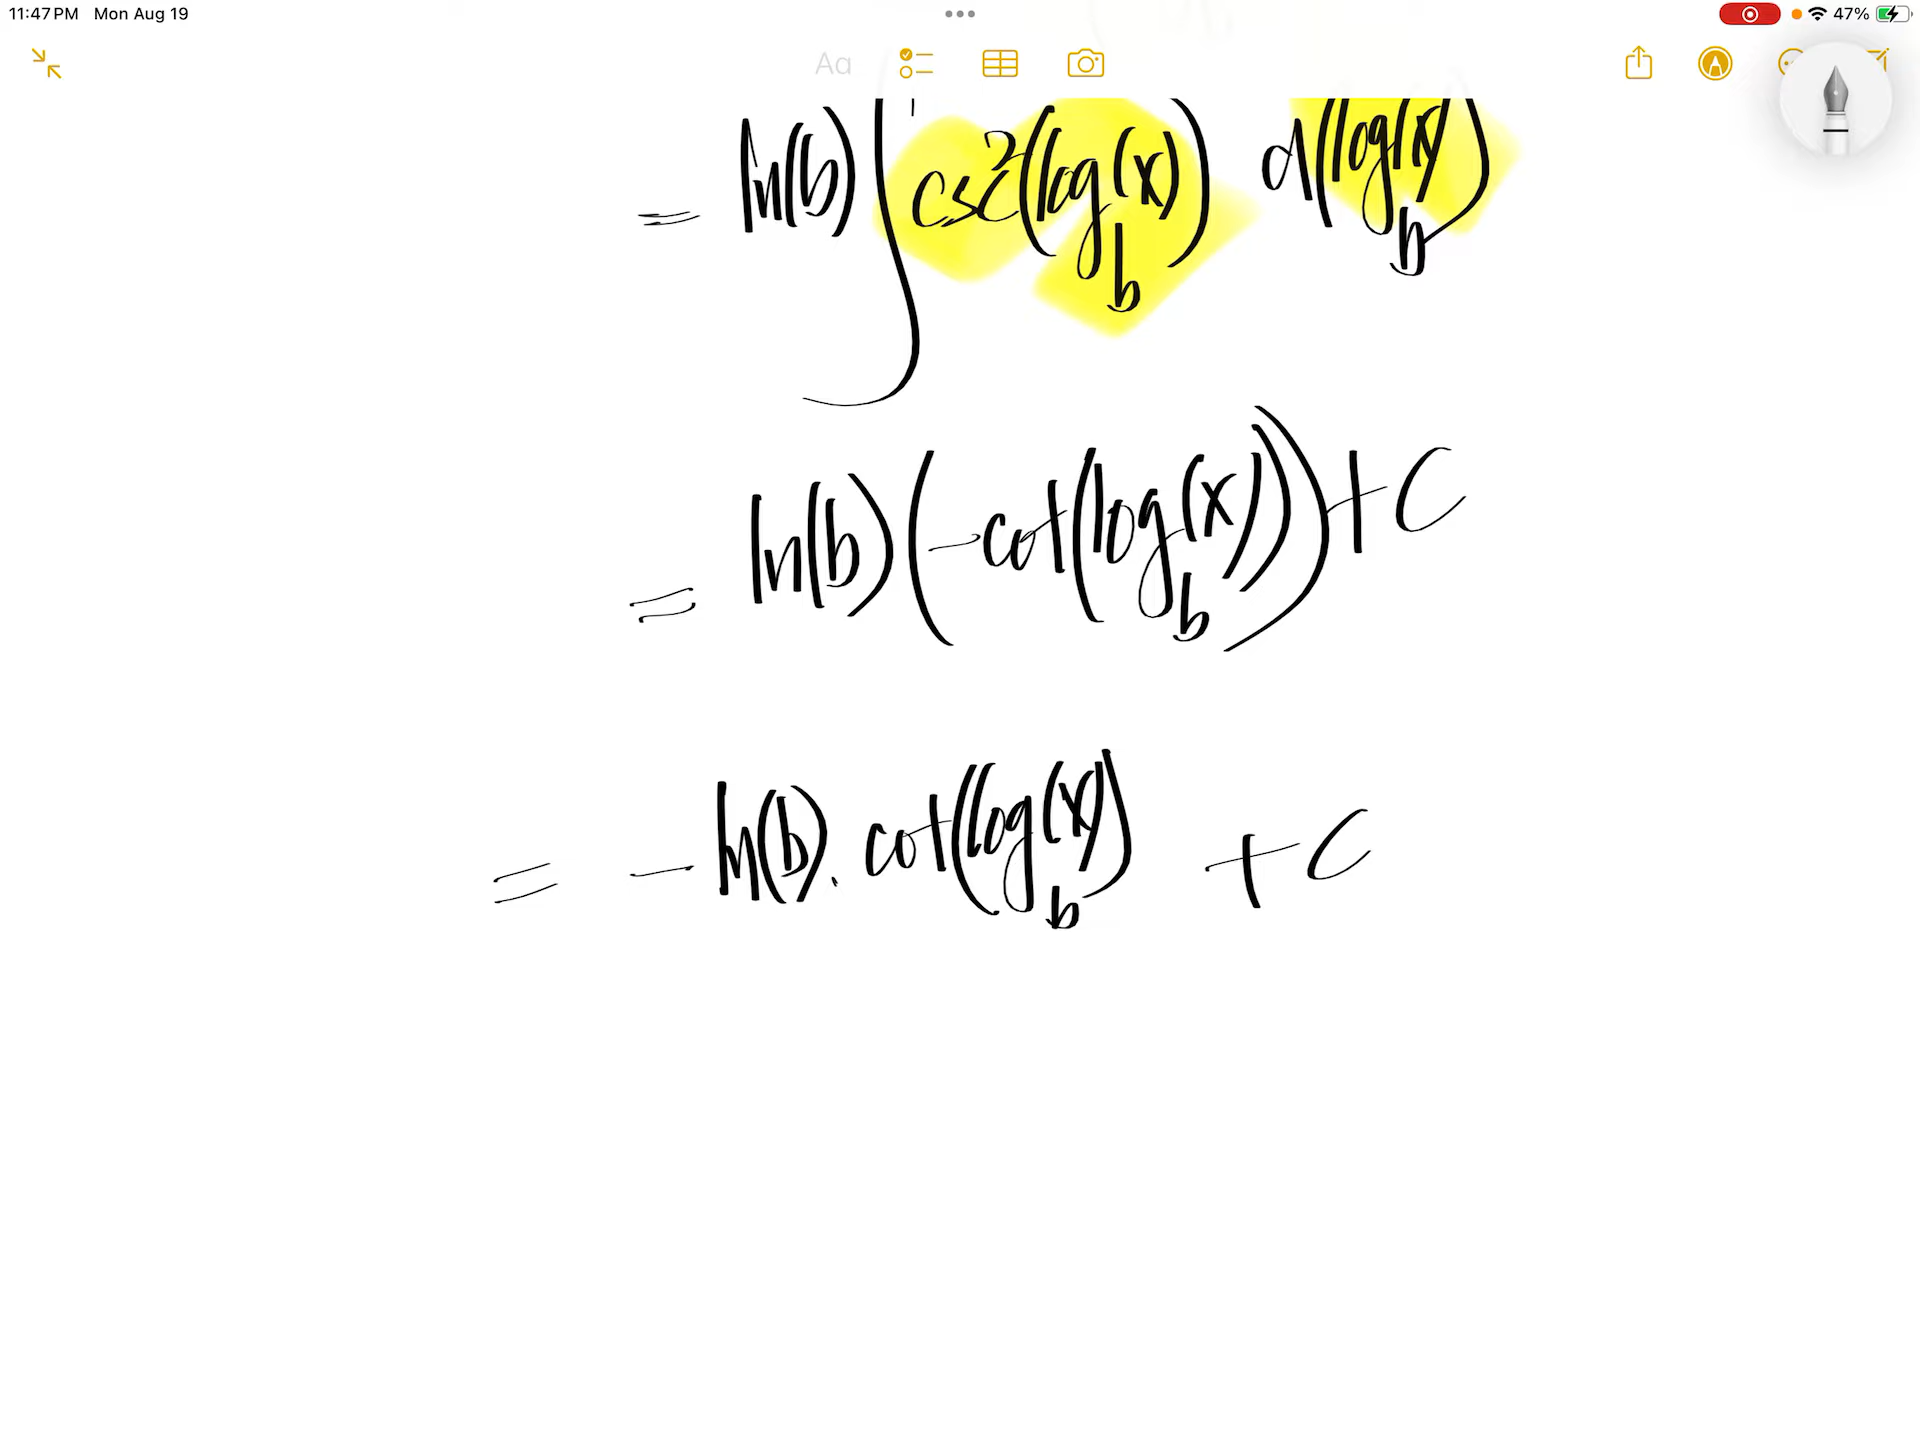 11:47 PM Mon Aug 19
47%
Aa
= ln(b) ∫ csc²(log_b(x)) d(log_b(x))
= ln(b)(-cot(log_b(x))) + C
= - ln(b) · cot(log_b(x)) + C